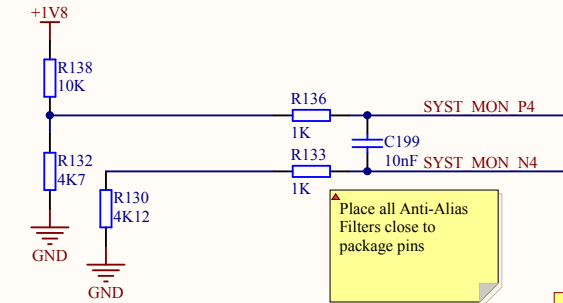 +1V8
R138
10K
R136
1K
SYST_MON_P4
C199
10nF
R132
4K7
R133
1K
SYST_MON_N4
R130
4K12
GND
GND
Place all Anti-Alias
Filters close to
package pins